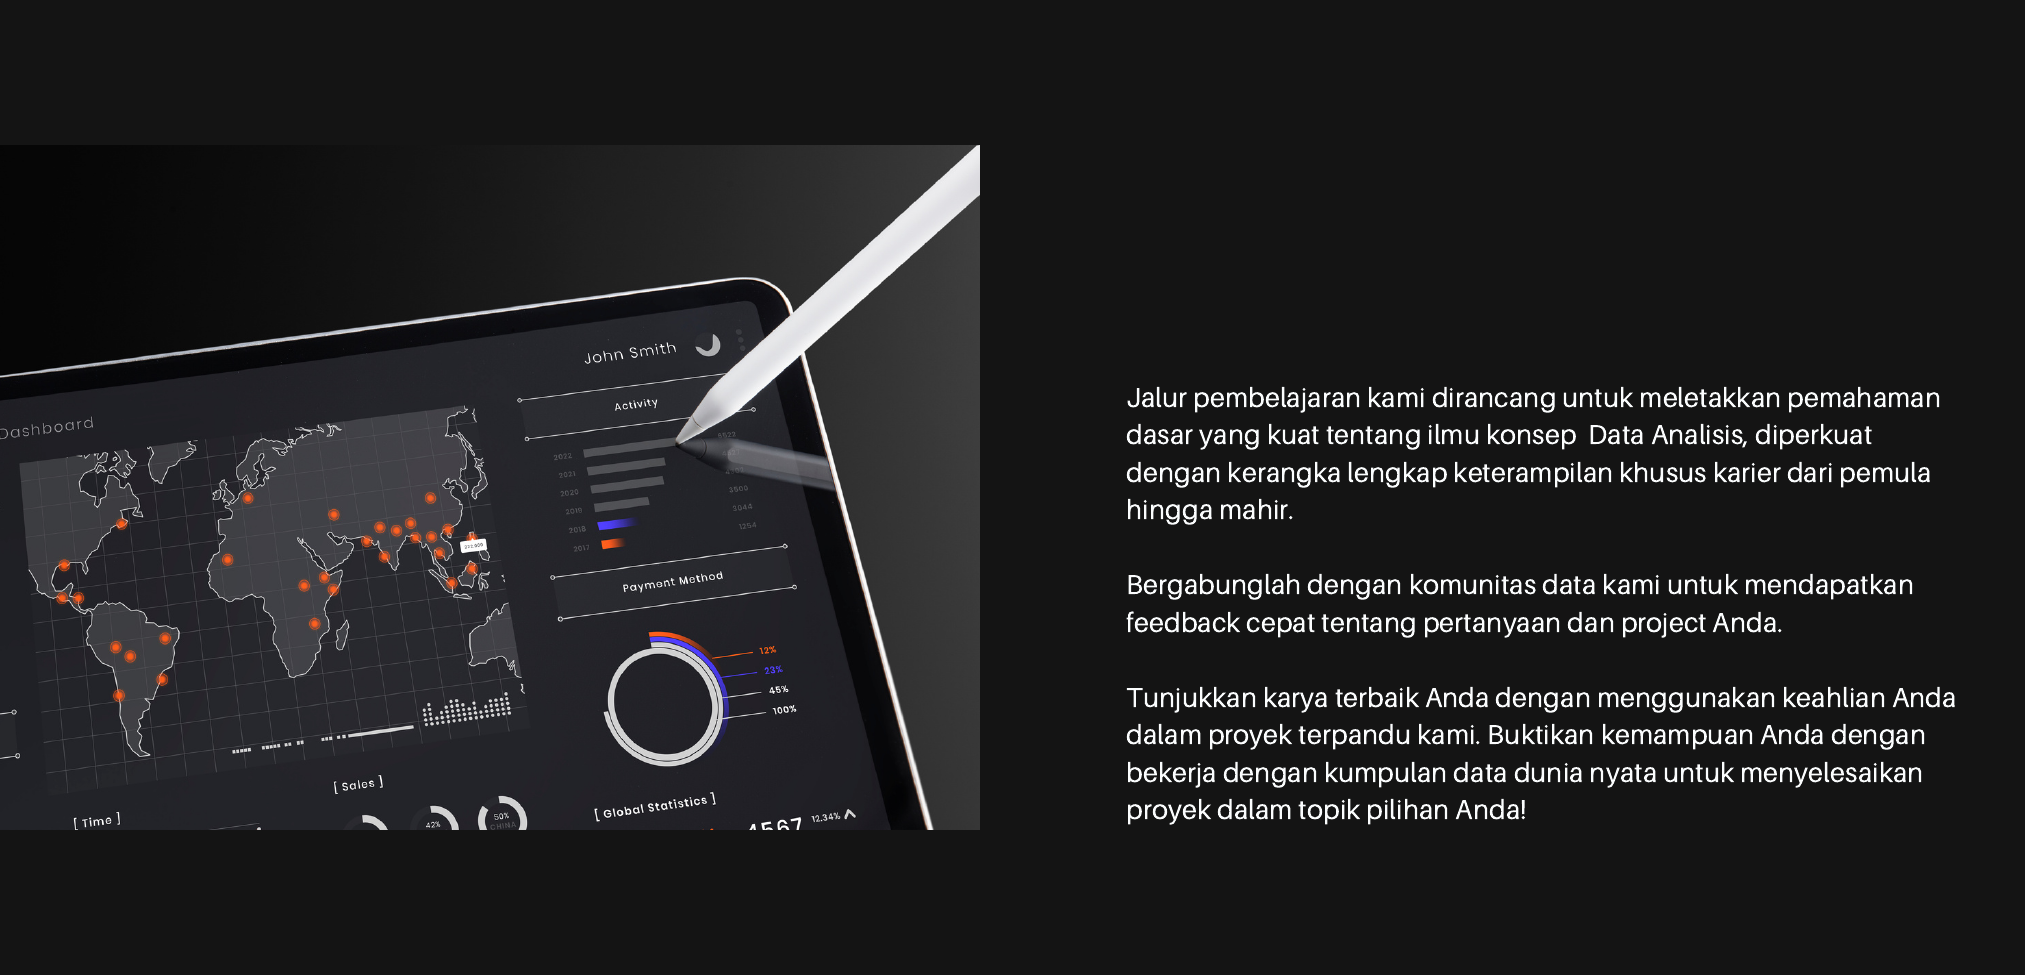 John Smith
Dashboard
Activity
2022
2021
2020
2019
2018
2017
3044
1254
Payment Method
12%
23%
45%
100%
[ Sales ]
[ Time ]
42%
50%
CHINA
[ Global Statistics ]
4567
12.34%
Jalur pembelajaran kami dirancang untuk meletakkan pemahaman
dasar yang kuat tentang ilmu konsep  Data Analisis, diperkuat
dengan kerangka lengkap keterampilan khusus karier dari pemula
hingga mahir.
Bergabunglah dengan komunitas data kami untuk mendapatkan
feedback cepat tentang pertanyaan dan project Anda.
Tunjukkan karya terbaik Anda dengan menggunakan keahlian Anda
dalam proyek terpandu kami. Buktikan kemampuan Anda dengan
bekerja dengan kumpulan data dunia nyata untuk menyelesaikan
proyek dalam topik pilihan Anda!